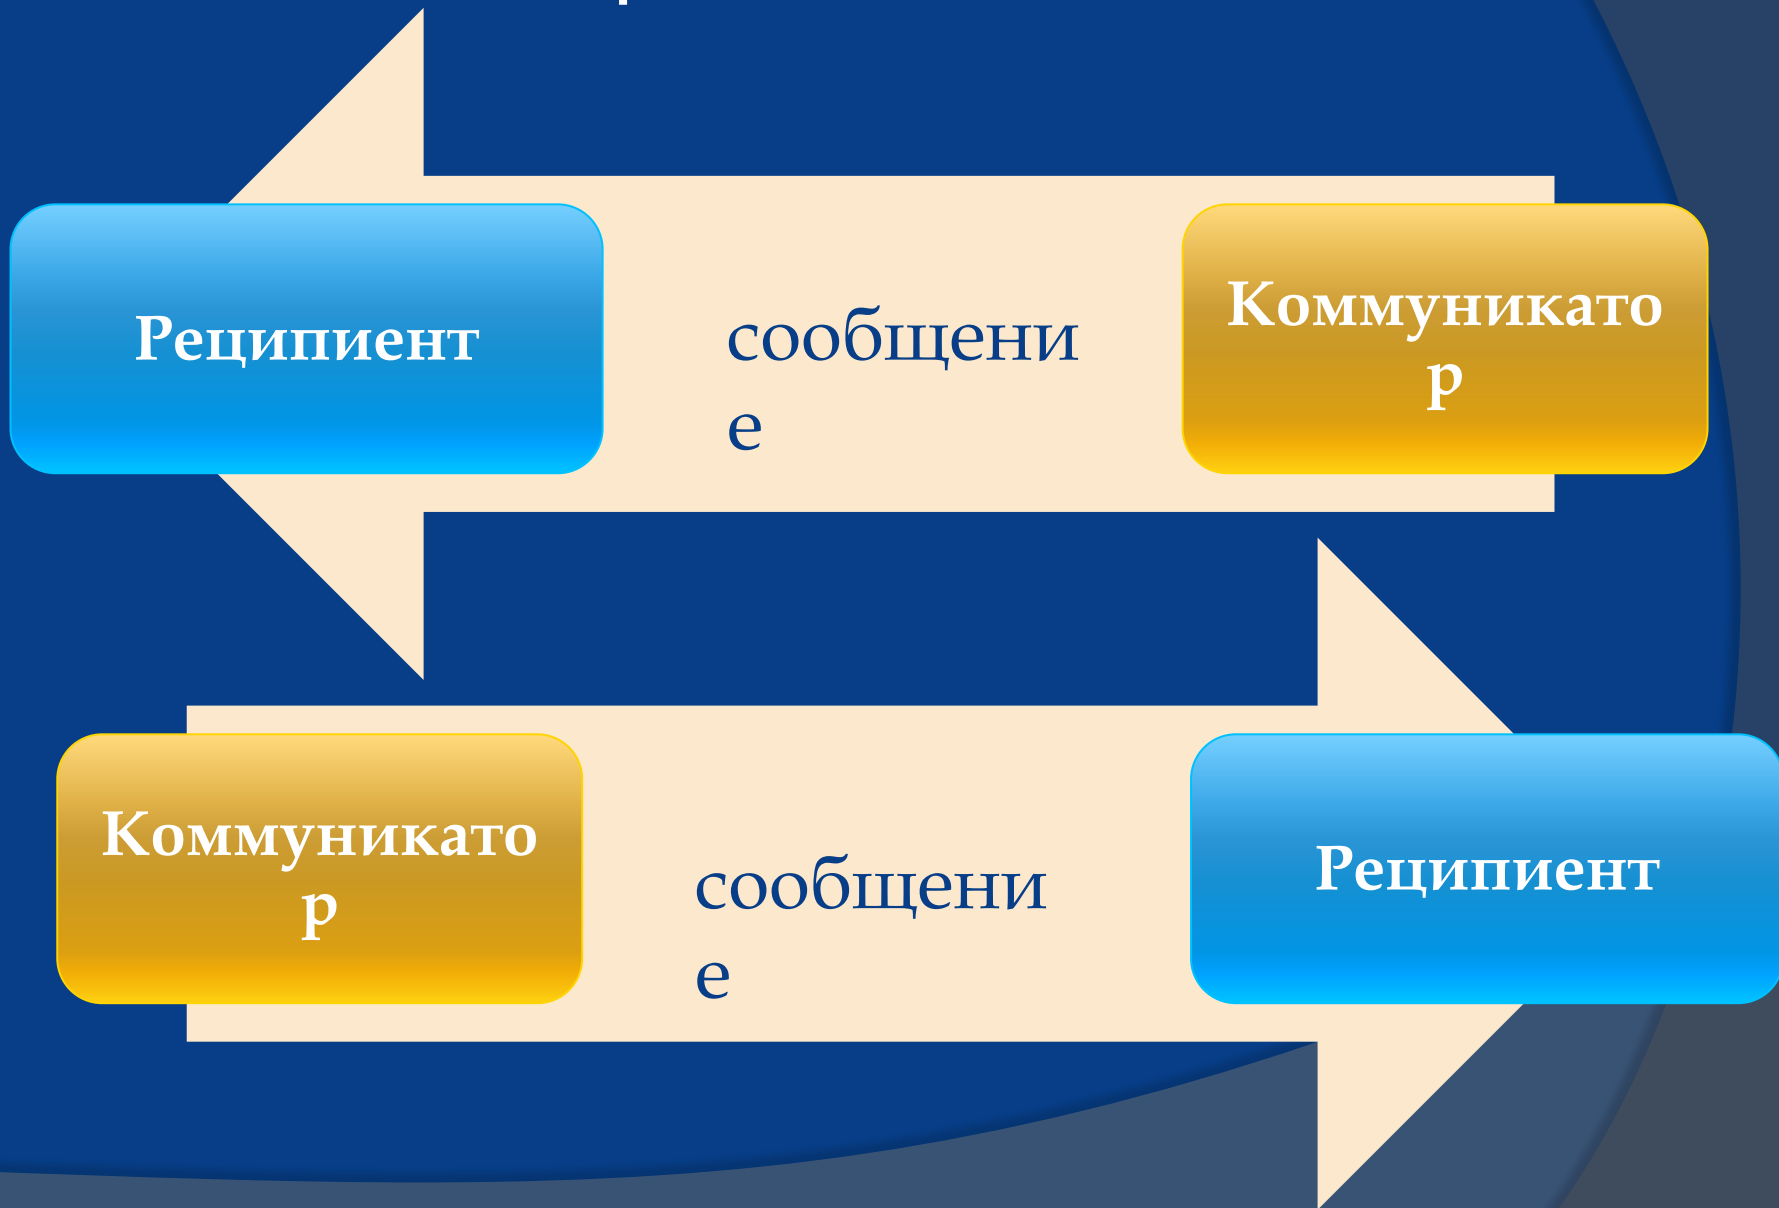 Реципиент
сообщени
е
Коммуникато
р
Коммуникато
р
сообщени
е
Реципиент